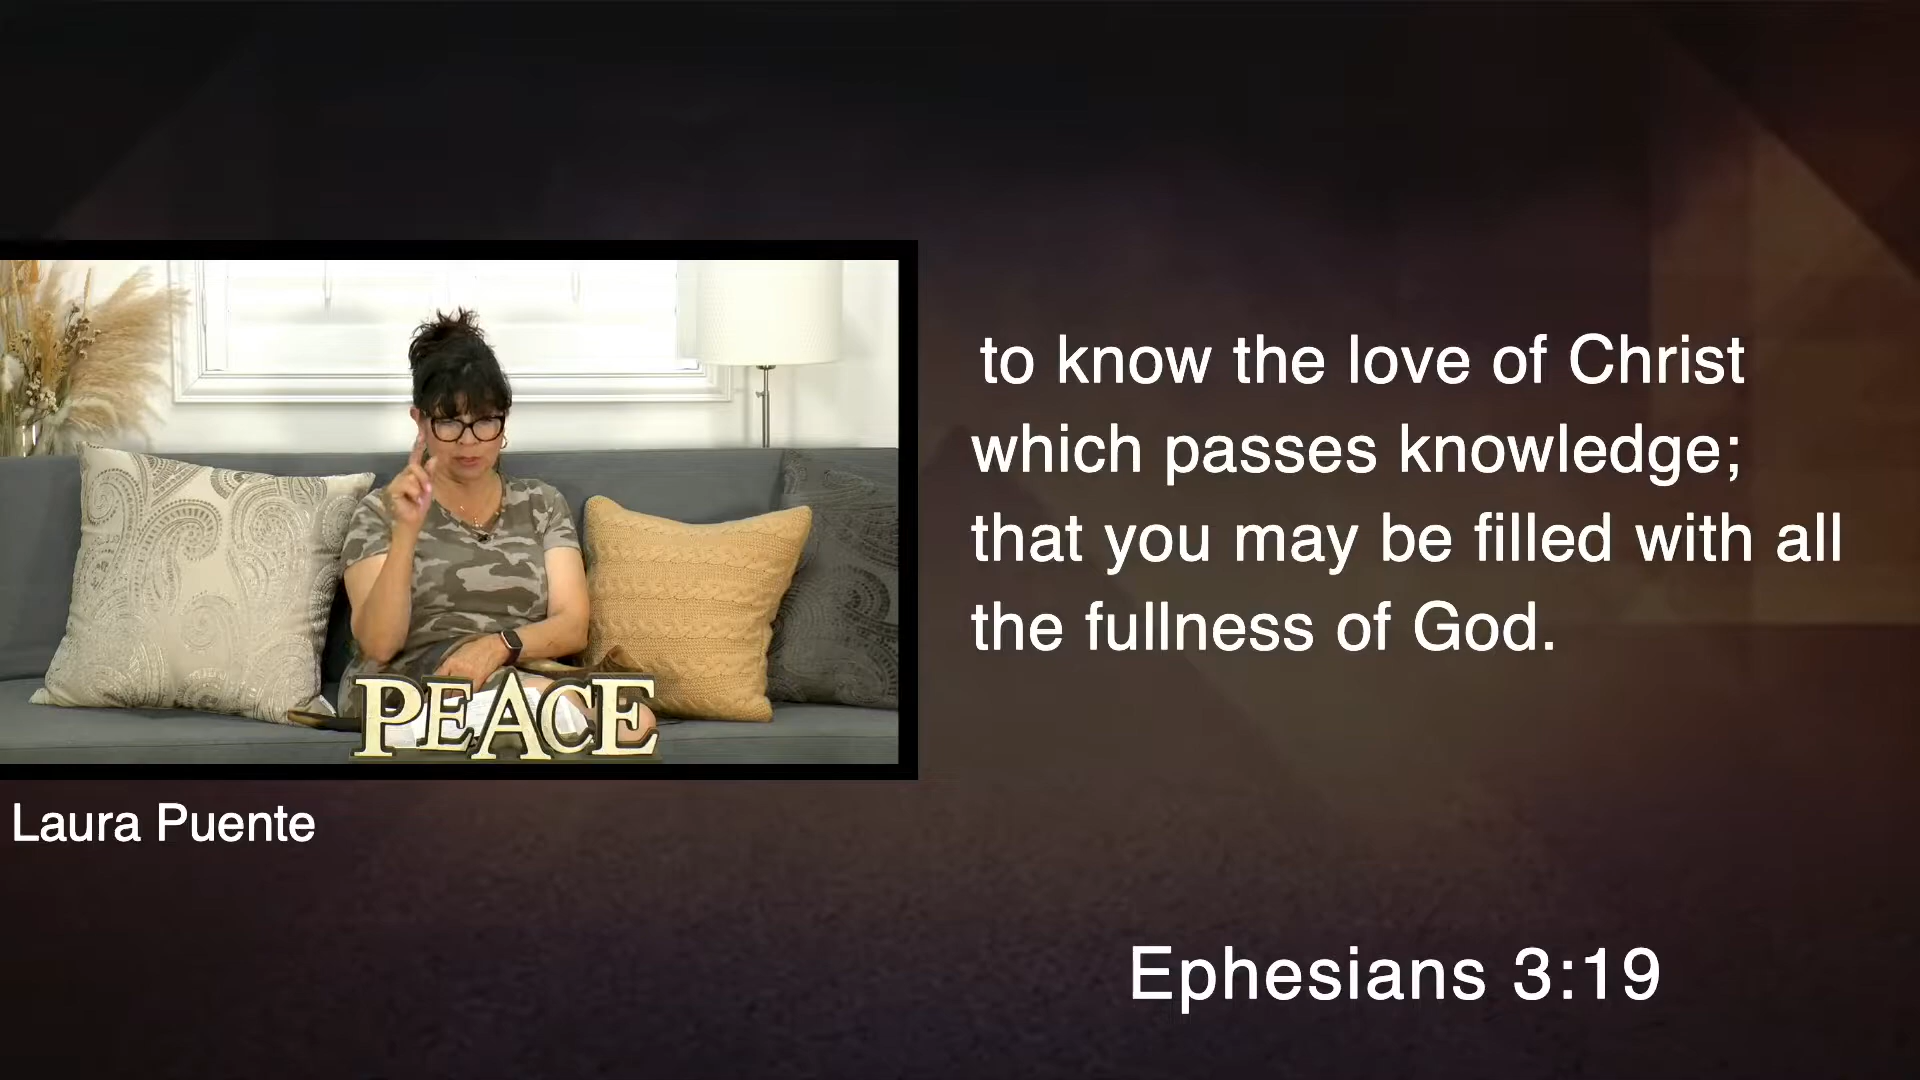 to know the love of Christ
which passes knowledge;
that you may be filled with all
the fullness of God.
PEACE
Laura Puente
Ephesians 3:19